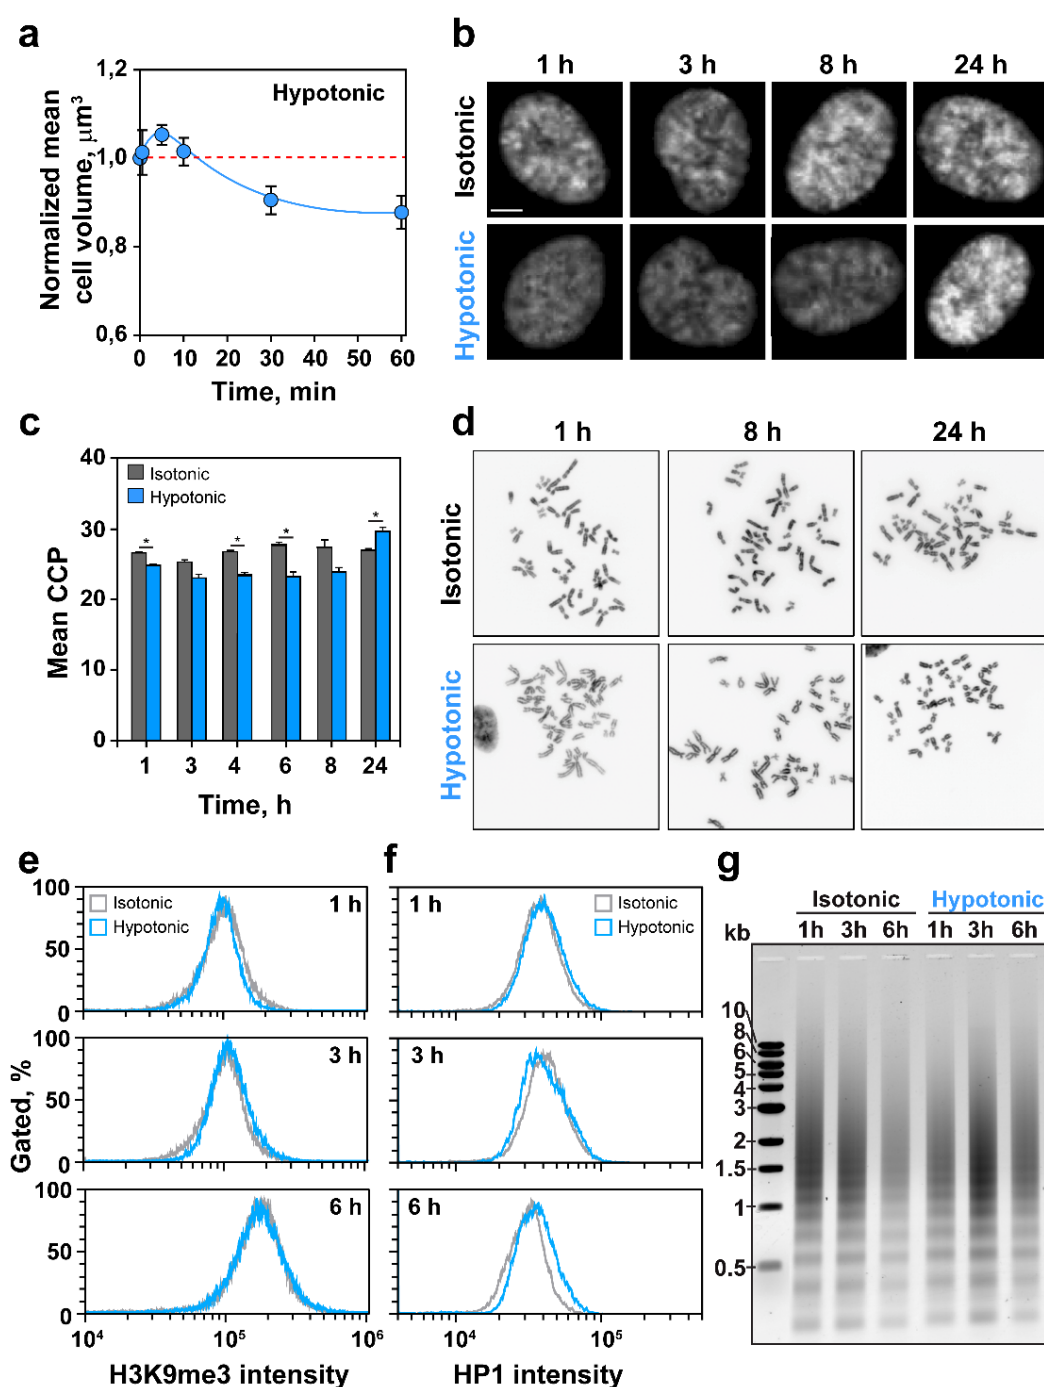 a
1,2
1,0
0,8
0,6
Hypotonic
Normalized mean
cell volume, μm³
0 10 20 30 40 50 60
Time, min
b
1 h 3 h 8 h 24 h
Isotonic
Hypotonic
c
40
30
20
10
0
Isotonic
Hypotonic
* * * *
Mean CCP
1 3 4 6 8 24
Time, h
d
1 h 8 h 24 h
Isotonic
Hypotonic
e
100
50
0
Isotonic
Hypotonic
1 h
100
50
0
3 h
100
50
0
6 h
Gated, %
10⁴ 10⁵ 10⁶
H3K9me3 intensity
f
1 h
Isotonic
Hypotonic
3 h
6 h
10⁴ 10⁵
HP1 intensity
g
Isotonic Hypotonic
kb 1h 3h 6h 1h 3h 6h
10
8
6
5
4
3
2
1.5
1
0.5